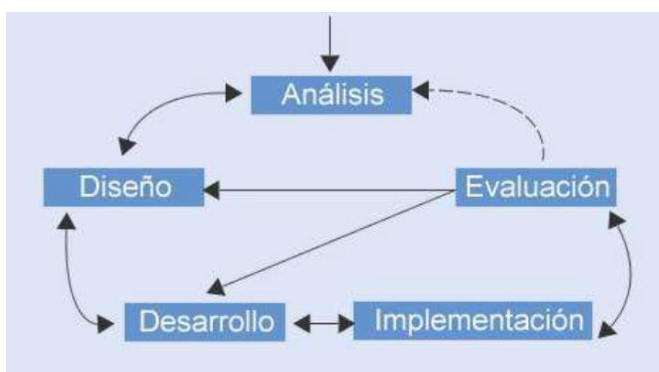 Análisis
Diseño
Evaluación
Desarrollo
Implementación